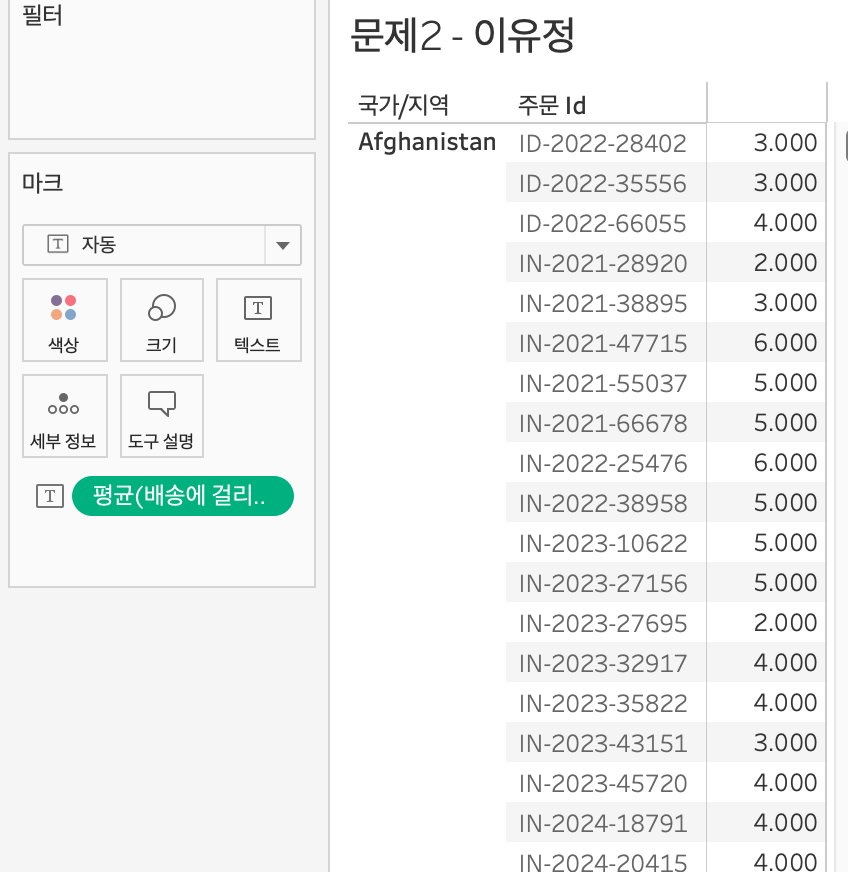 필터
마크
T 자동
색상 크기 T 텍스트
세부 정보 도구 설명
T 평균(배송에 걸리..
문제2 - 이유정
국가/지역 주문 Id
Afghanistan ID-2022-28402 3.000
ID-2022-35556 3.000
ID-2022-66055 4.000
IN-2021-28920 2.000
IN-2021-38895 3.000
IN-2021-47715 6.000
IN-2021-55037 5.000
IN-2021-66678 5.000
IN-2022-25476 6.000
IN-2022-38958 5.000
IN-2023-10622 5.000
IN-2023-27156 5.000
IN-2023-27695 2.000
IN-2023-32917 4.000
IN-2023-35822 4.000
IN-2023-43151 3.000
IN-2023-45720 4.000
IN-2024-18791 4.000
IN-2024-20415 4.000